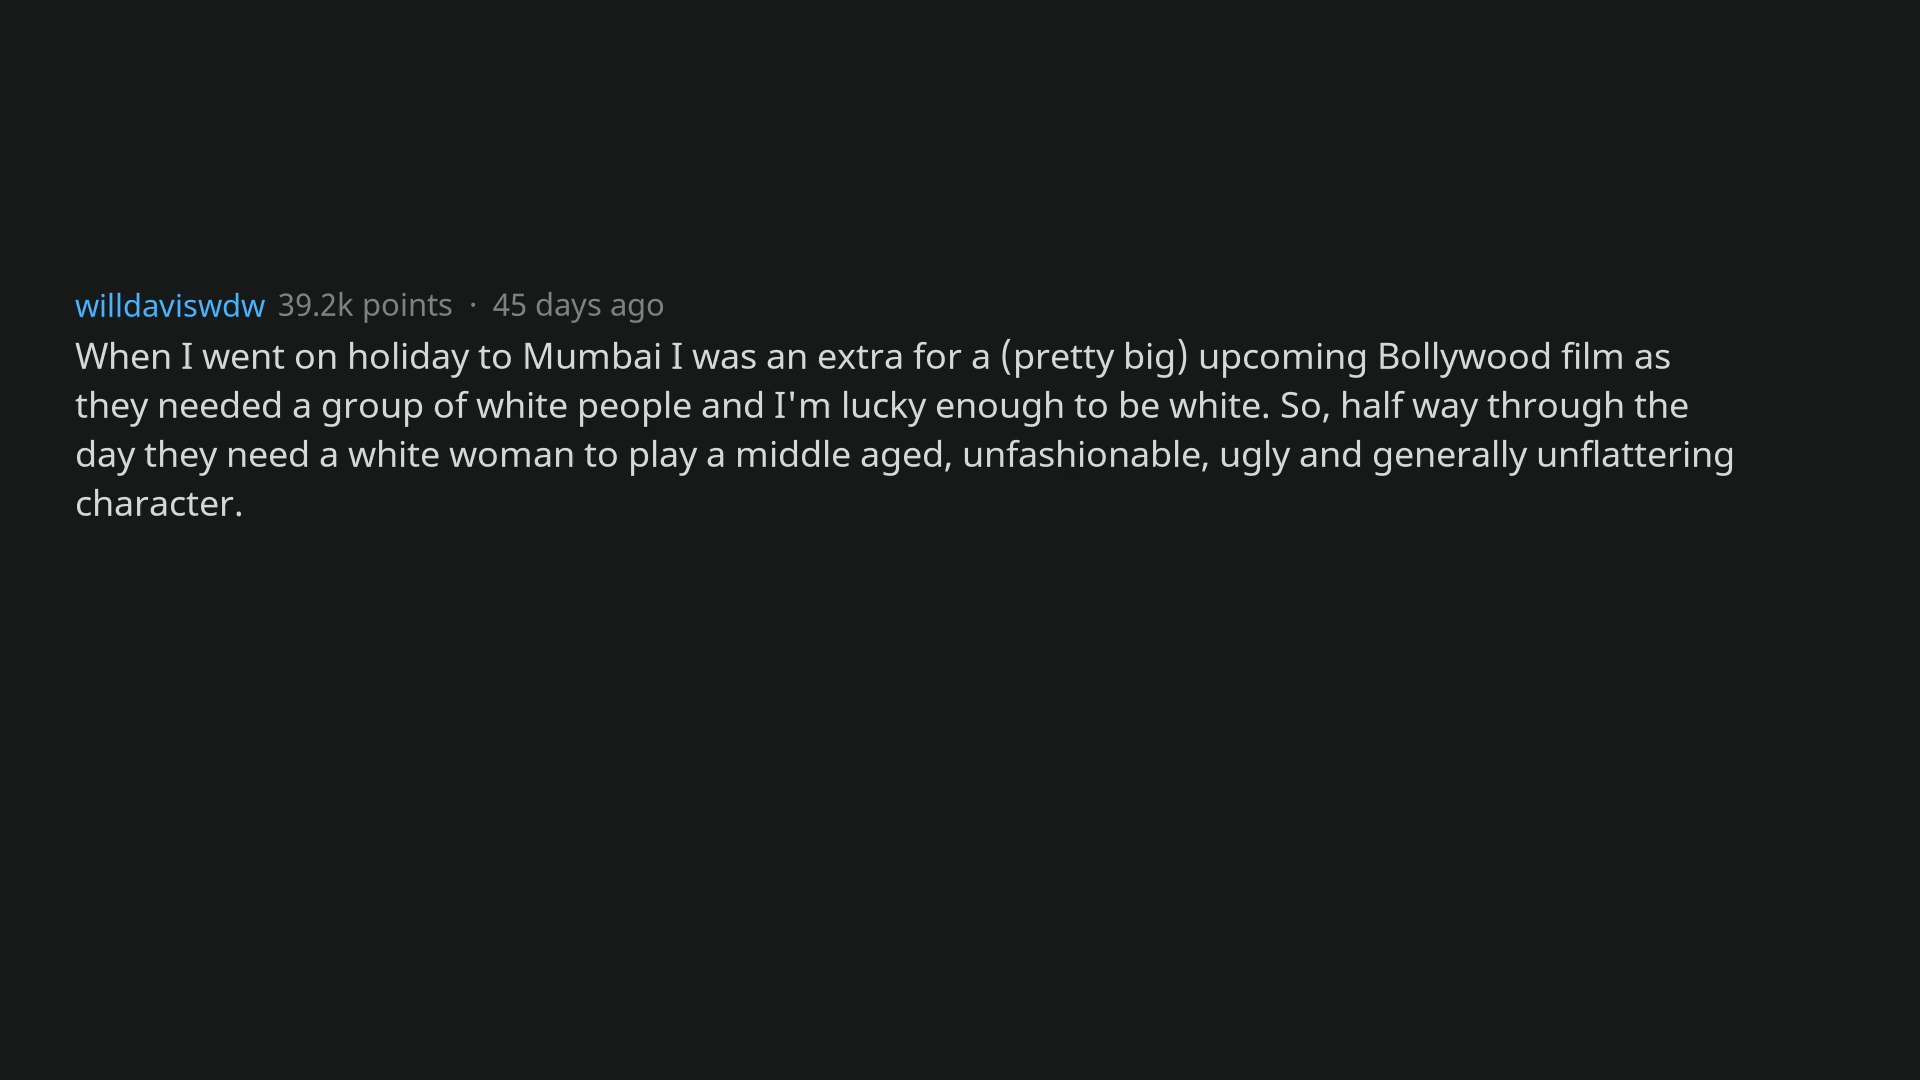 willdaviswdw 39.2k points · 45 days ago
When I went on holiday to Mumbai I was an extra for a (pretty big) upcoming Bollywood film as
they needed a group of white people and I'm lucky enough to be white. So, half way through the
day they need a white woman to play a middle aged, unfashionable, ugly and generally unflattering
character.